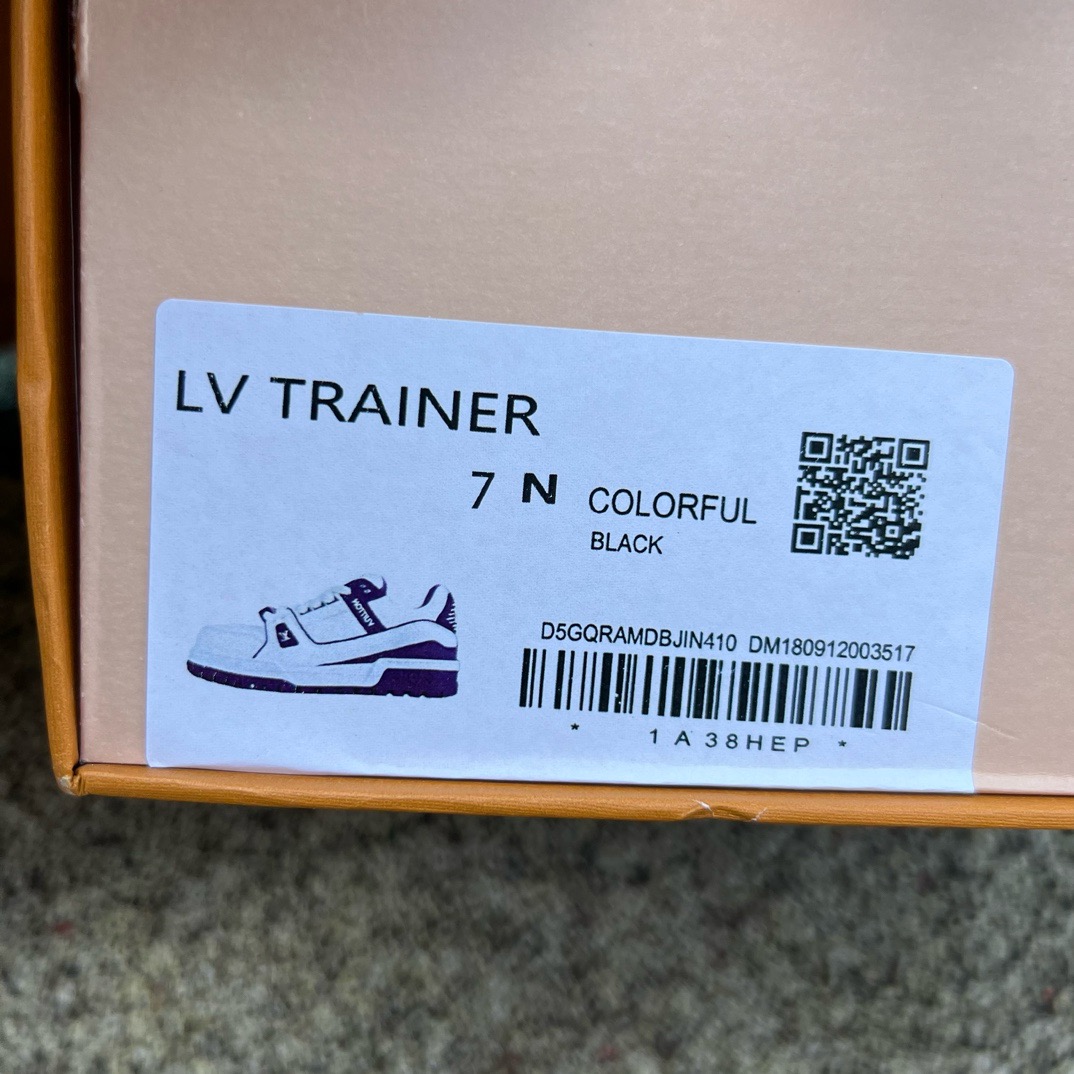 LV TRAINER
7 N COLORFUL
BLACK
D5GQRAMDBJIN410 DM180912003517
* 1A38HEP *